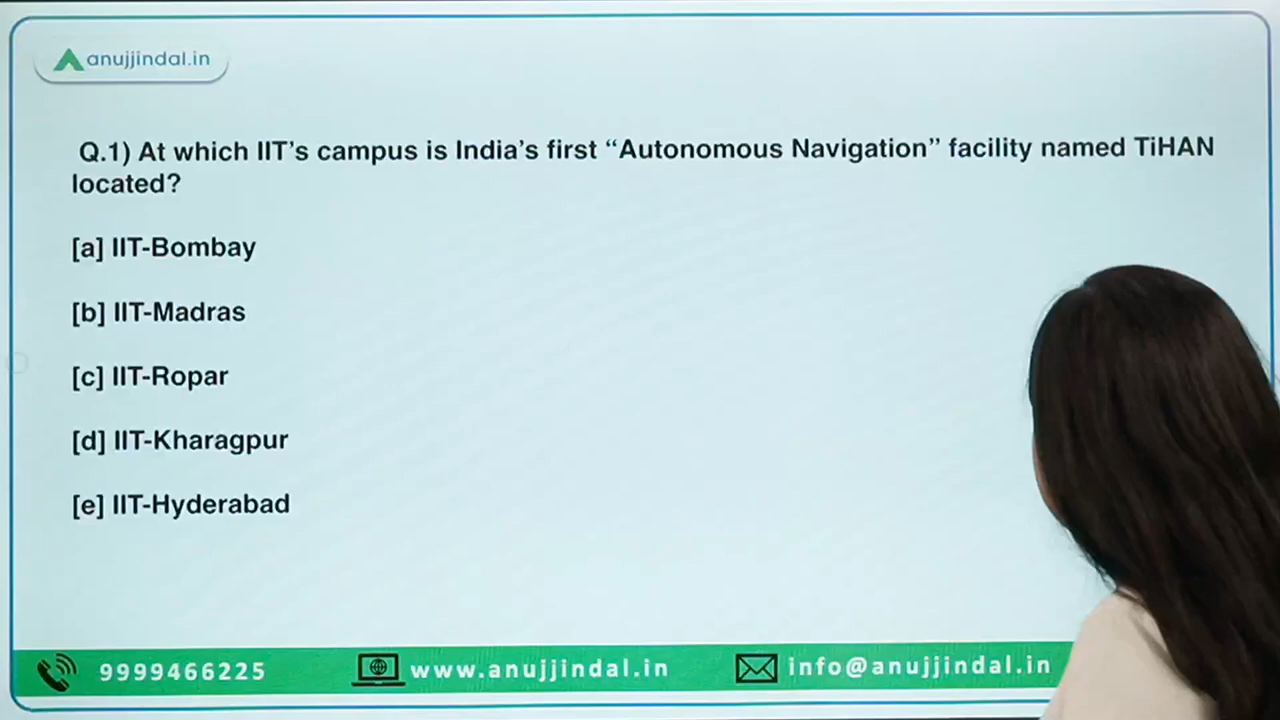 anujjindal.in
Q.1) At which IIT’s campus is India’s first “Autonomous Navigation” facility named TiHAN
located?
[a] IIT-Bombay
[b] IIT-Madras
[c] IIT-Ropar
[d] IIT-Kharagpur
[e] IIT-Hyderabad
9999466225 www.anujjindal.in info@anujjindal.in